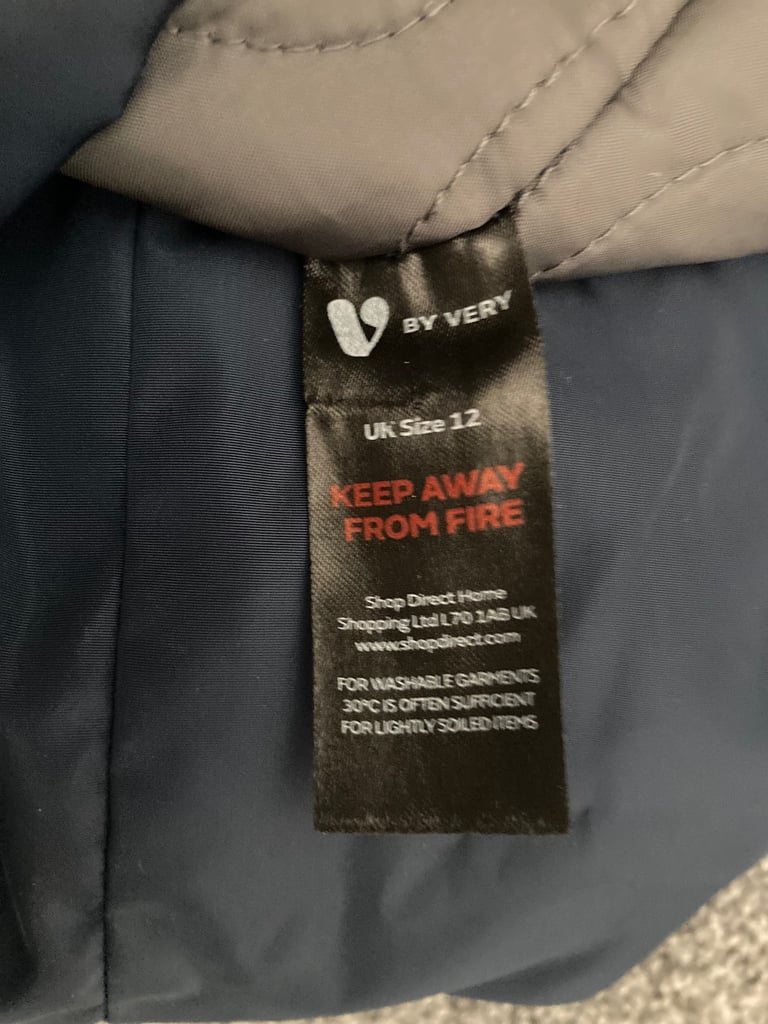 V BY VERY
UK Size 12
KEEP AWAY
FROM FIRE
Shop Direct Home
Shopping Ltd L70 1AB UK
www.shopdirect.com
FOR WASHABLE GARMENTS
30°C IS OFTEN SUFFICIENT
FOR LIGHTLY SOILED ITEMS